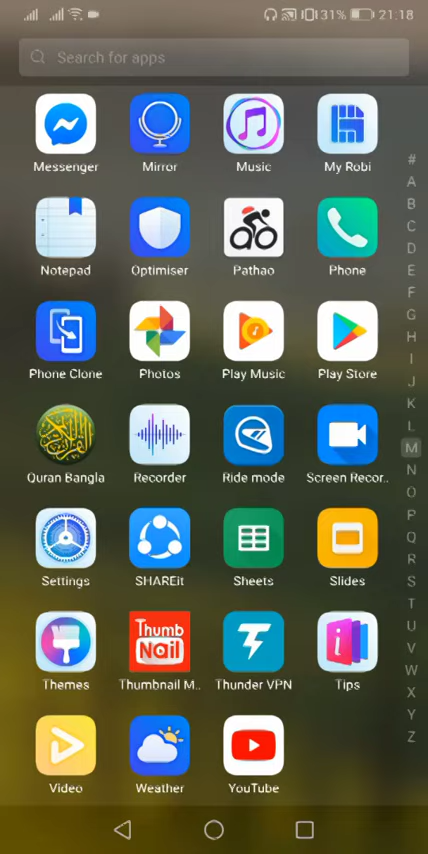 31% 21:18
Search for apps
Messenger Mirror Music My Robi
Notepad Optimiser Pathao Phone
Phone Clone Photos Play Music Play Store
Quran Bangla Recorder Ride mode Screen Recor..
Settings SHAREit Sheets Slides
Themes Thumb Nail Thumbnail M.. Thunder VPN Tips
Video Weather YouTube
#
A
B
C
D
E
F
G
H
I
J
K
L
M
N
O
P
Q
R
S
T
U
V
W
X
Y
Z